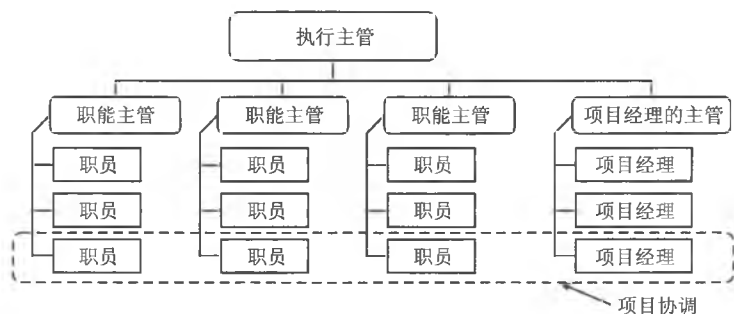 执行主管
职能主管 职能主管 职能主管 项目经理的主管
职员 职员 职员 项目经理
职员 职员 职员 项目经理
职员 职员 职员 项目经理
项目协调